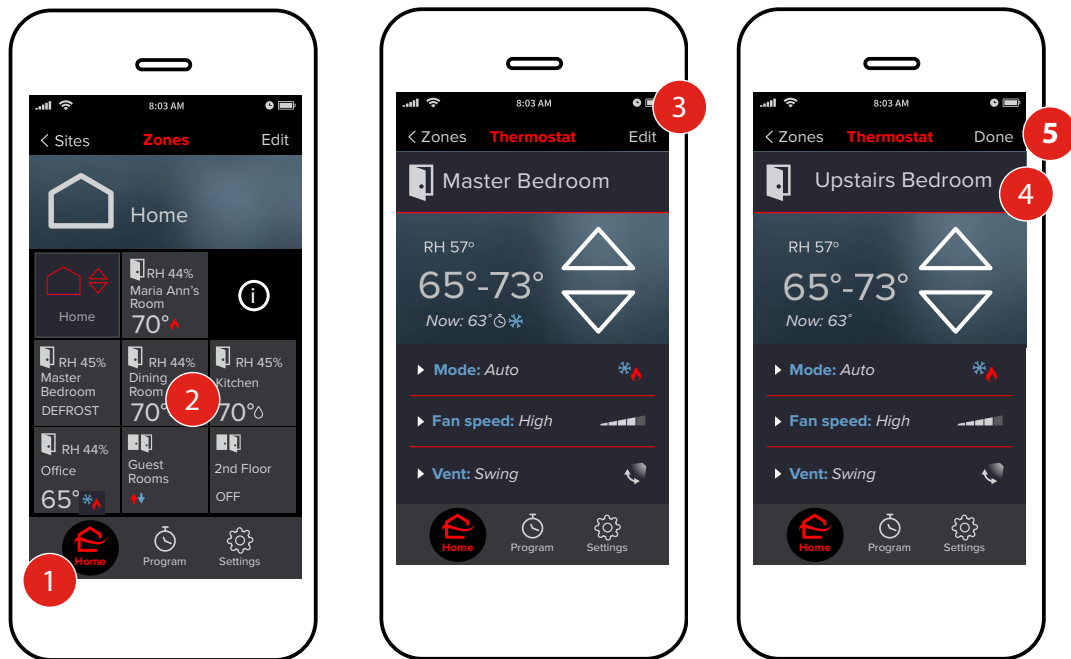 8:03 AM
< Sites Zones Edit
Home
Home
RH 44%
Maria Ann's
Room
70°
i
RH 45%
Master
Bedroom
DEFROST
RH 44%
Dining
Room
70°
2
RH 45%
Kitchen
70°
RH 44%
Office
65°
Guest
Rooms
2nd Floor
OFF
Home Program Settings
1
8:03 AM
3
< Zones Thermostat Edit
Master Bedroom
RH 57°
65°-73°
Now: 63°
Mode: Auto
Fan speed: High
Vent: Swing
Home Program Settings
8:03 AM
< Zones Thermostat Done
5
Upstairs Bedroom
4
RH 57°
65°-73°
Now: 63°
Mode: Auto
Fan speed: High
Vent: Swing
Home Program Settings